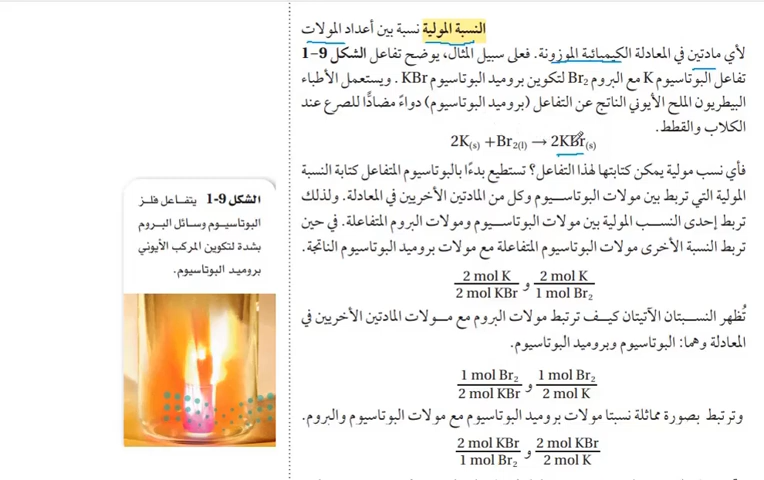 النسبة المولية نسبة بين أعداد المولات
لأي مادتين في المعادلة الكيميائية الموزونة. فعلى سبيل المثال، يوضح تفاعل الشكل 9-1
تفاعل البوتاسيوم K مع البروم Br₂ لتكوين بروميد البوتاسيوم KBr. ويستعمل الأطباء
البيطريون الملح الأيوني الناتج عن التفاعل (بروميد البوتاسيوم) دواءً مضادًّا للصرع عند
الكلاب والقطط.
2K(s) + Br2(l) → 2KBr(s)
فأي نسب مولية يمكن كتابتها لهذا التفاعل؟ تستطيع بدءًا بالبوتاسيوم المتفاعل كتابة النسبة
المولية التي تربط بين مولات البوتاسيوم وكل من المادتين الأخريين في المعادلة. ولذلك
تربط إحدى النسب المولية بين مولات البوتاسيوم ومولات البروم المتفاعلة. في حين
تربط النسبة الأخرى مولات البوتاسيوم المتفاعلة مع مولات بروميد البوتاسيوم الناتجة.
2 mol K / 2 mol KBr و 2 mol K / 1 mol Br₂
تُظهر النسبتان الآتيتان كيف ترتبط مولات البروم مع مولات المادتين الأخريين في
المعادلة وهما: البوتاسيوم وبروميد البوتاسيوم.
1 mol Br₂ / 2 mol KBr و 1 mol Br₂ / 2 mol K
وترتبط بصورة مماثلة نسبتا مولات بروميد البوتاسيوم مع مولات البوتاسيوم والبروم.
2 mol KBr / 1 mol Br₂ و 2 mol KBr / 2 mol K
الشكل 9-1 يتفاعل فلز
البوتاسيوم وسائل البروم
بشدة لتكوين المركب الأيوني
بروميد البوتاسيوم.